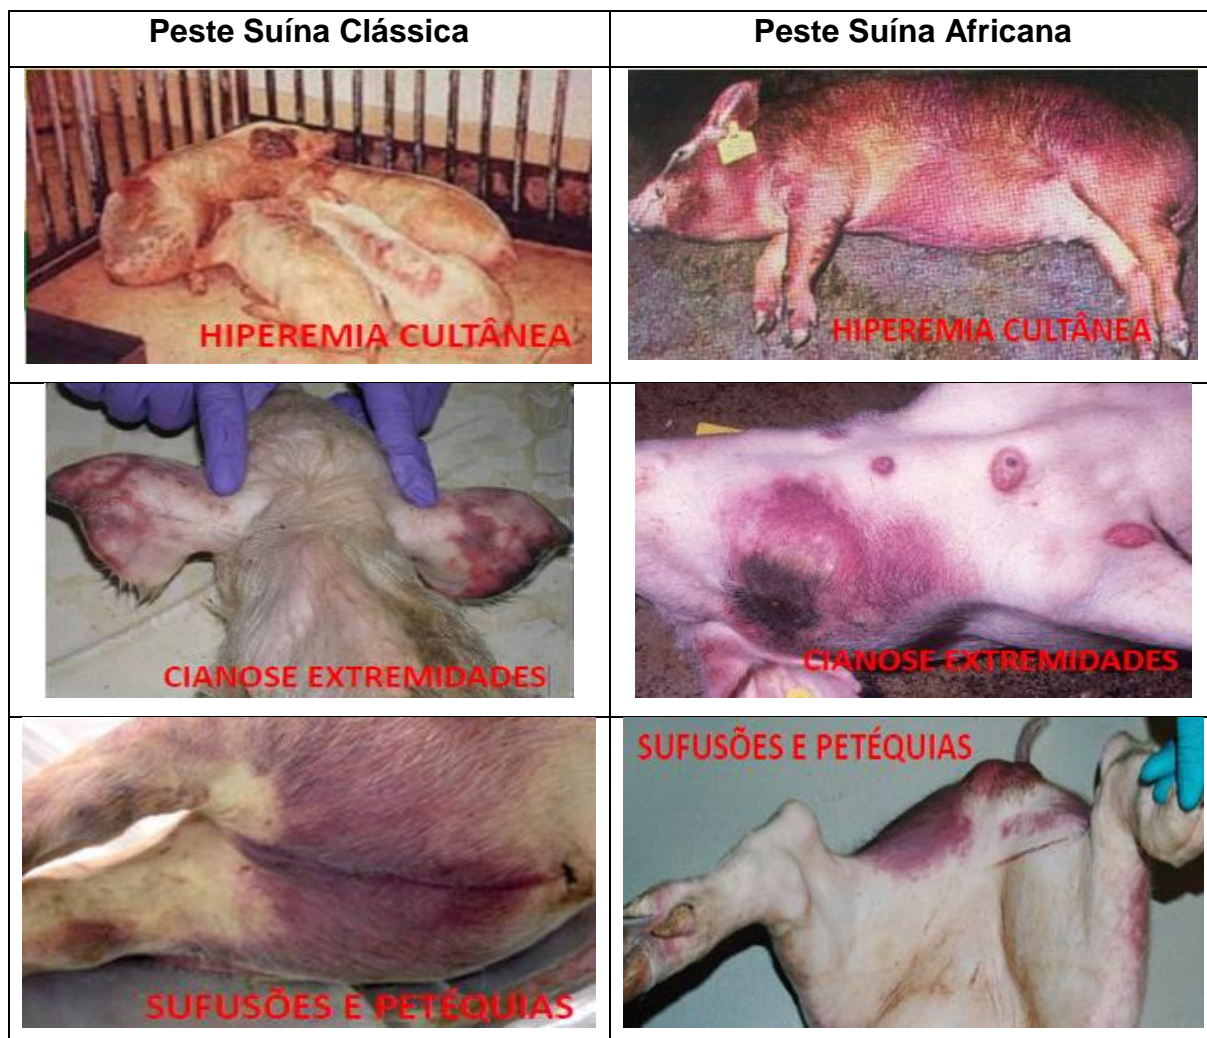 Peste Suína Clássica
Peste Suína Africana
HIPEREMIA CULTÂNEA
HIPEREMIA CULTÂNEA
CIANOSE EXTREMIDADES
CIANOSE EXTREMIDADES
SUFUSÕES E PETÉQUIAS
SUFUSÕES E PETÉQUIAS